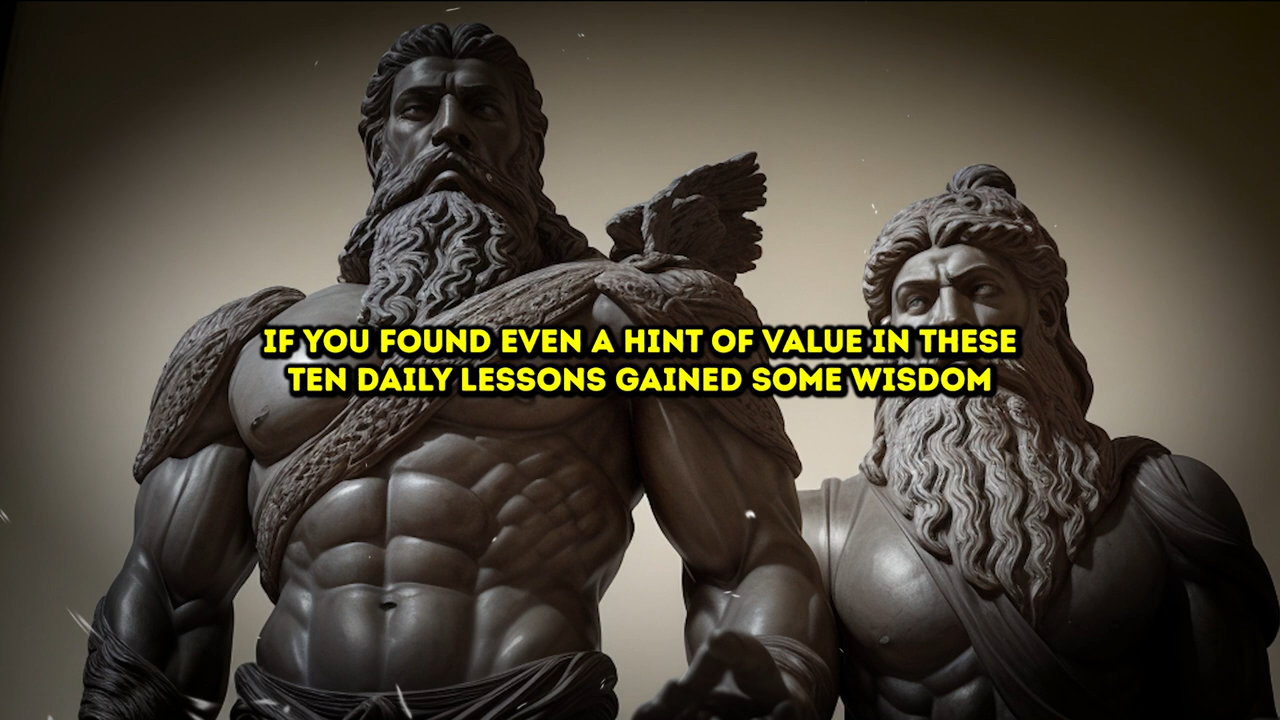 IF YOU FOUND EVEN A HINT OF VALUE IN THESE
TEN DAILY LESSONS GAINED SOME WISDOM